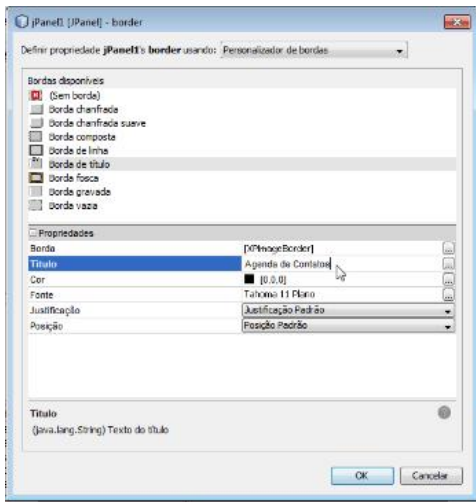 jPanel1 [JPanel] - border
Definir propriedade jPanel1's border usando: Personalizador de bordas
Bordas disponíveis
(Sem borda)
Borda chanfrada
Borda chanfrada suave
Borda composta
Borda de linha
Borda de título
Borda fosca
Borda gravada
Borda vazia
Propriedades
Borda [XPImageBorder] ...
Título Agenda de Contatos ...
Cor [0,0,0] ...
Fonte Tahoma 11 Plano ...
Justificação Justificação Padrão
Posição Posição Padrão
Título
(java.lang.String) Texto do título
OK Cancelar